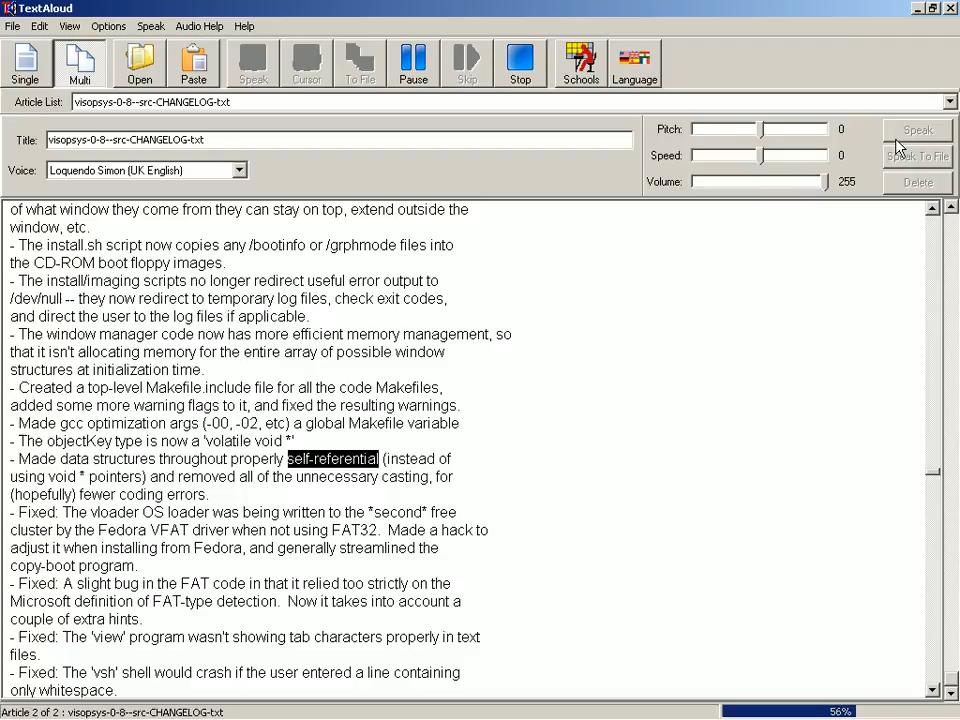 TextAloud
File Edit View Options Speak Audio Help Help
Single Multi Open Paste Speak Cursor To File Pause Skip Stop Schools Language
Article List: visopsys-0-8--src-CHANGELOG-txt
Title: visopsys-0-8--src-CHANGELOG-txt
Voice: Loquendo Simon (UK English)
Pitch: 0 Speak
Speed: 0 Speak To File
Volume: 255 Delete
of what window they come from they can stay on top, extend outside the
window, etc.
- The install.sh script now copies any /bootinfo or /grphmode files into
the CD-ROM boot floppy images.
- The install/imaging scripts no longer redirect useful error output to
/dev/null -- they now redirect to temporary log files, check exit codes,
and direct the user to the log files if applicable.
- The window manager code now has more efficient memory management, so
that it isn't allocating memory for the entire array of possible window
structures at initialization time.
- Created a top-level Makefile.include file for all the code Makefiles,
added some more warning flags to it, and fixed the resulting warnings.
- Made gcc optimization args (-00, -02, etc) a global Makefile variable
- The objectKey type is now a 'volatile void *'
- Made data structures throughout properly self-referential (instead of
using void * pointers) and removed all of the unnecessary casting, for
(hopefully) fewer coding errors.
- Fixed: The vloader OS loader was being written to the *second* free
cluster by the Fedora VFAT driver when not using FAT32.  Made a hack to
adjust it when installing from Fedora, and generally streamlined the
copy-boot program.
- Fixed: A slight bug in the FAT code in that it relied too strictly on the
Microsoft definition of FAT-type detection.  Now it takes into account a
couple of extra hints.
- Fixed: The 'view' program wasn't showing tab characters properly in text
files.
- Fixed: The 'vsh' shell would crash if the user entered a line containing
only whitespace.
Article 2 of 2 : visopsys-0-8--src-CHANGELOG-txt 56%